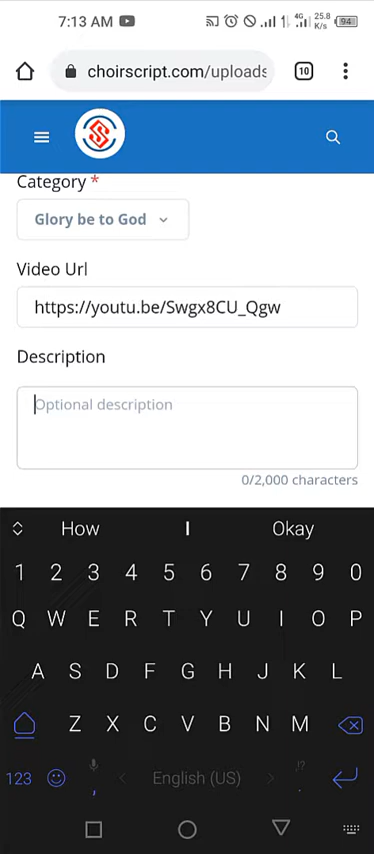 7:13 AM 4G 25.8 K/s 94
choirscript.com/uploads 10
Category *
Glory be to God
Video Url
https://youtu.be/Swgx8CU_Qgw
Description
Optional description
0/2,000 characters
How I Okay
1 2 3 4 5 6 7 8 9 0
Q W E R T Y U I O P
A S D F G H J K L
Z X C V B N M
123 , English (US) !? .